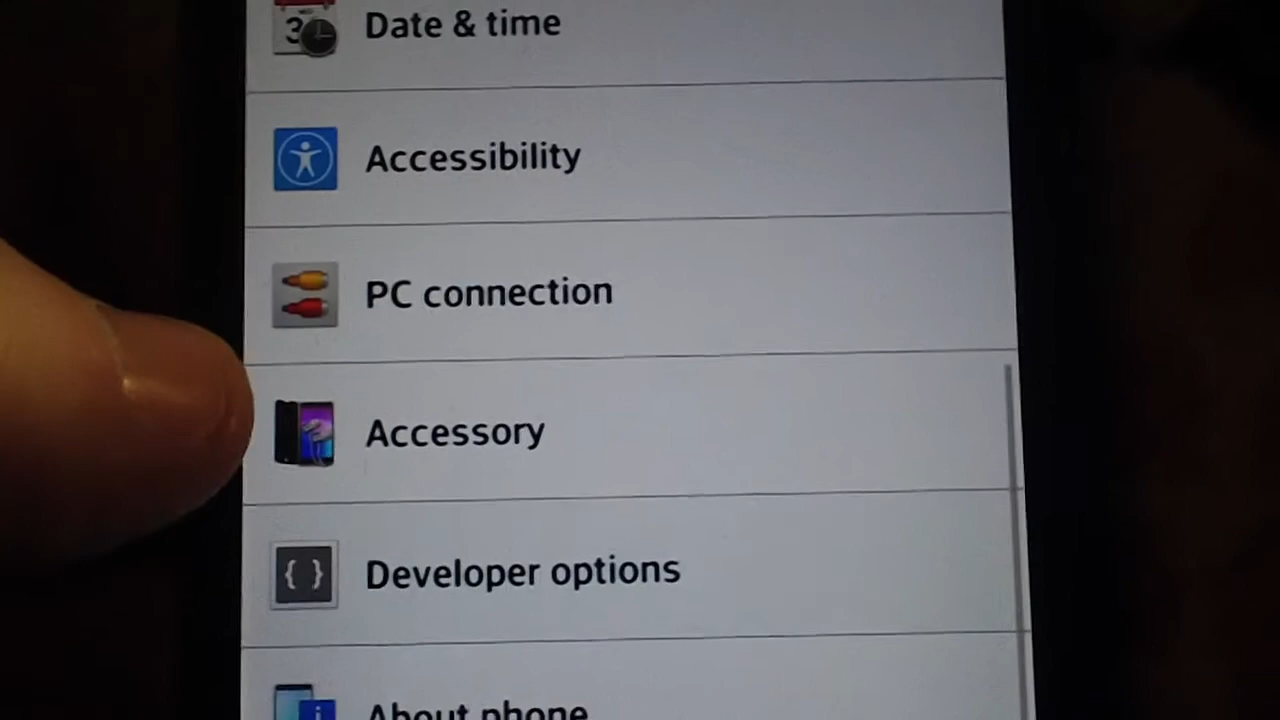 Date & time
Accessibility
PC connection
Accessory
Developer options
About phone